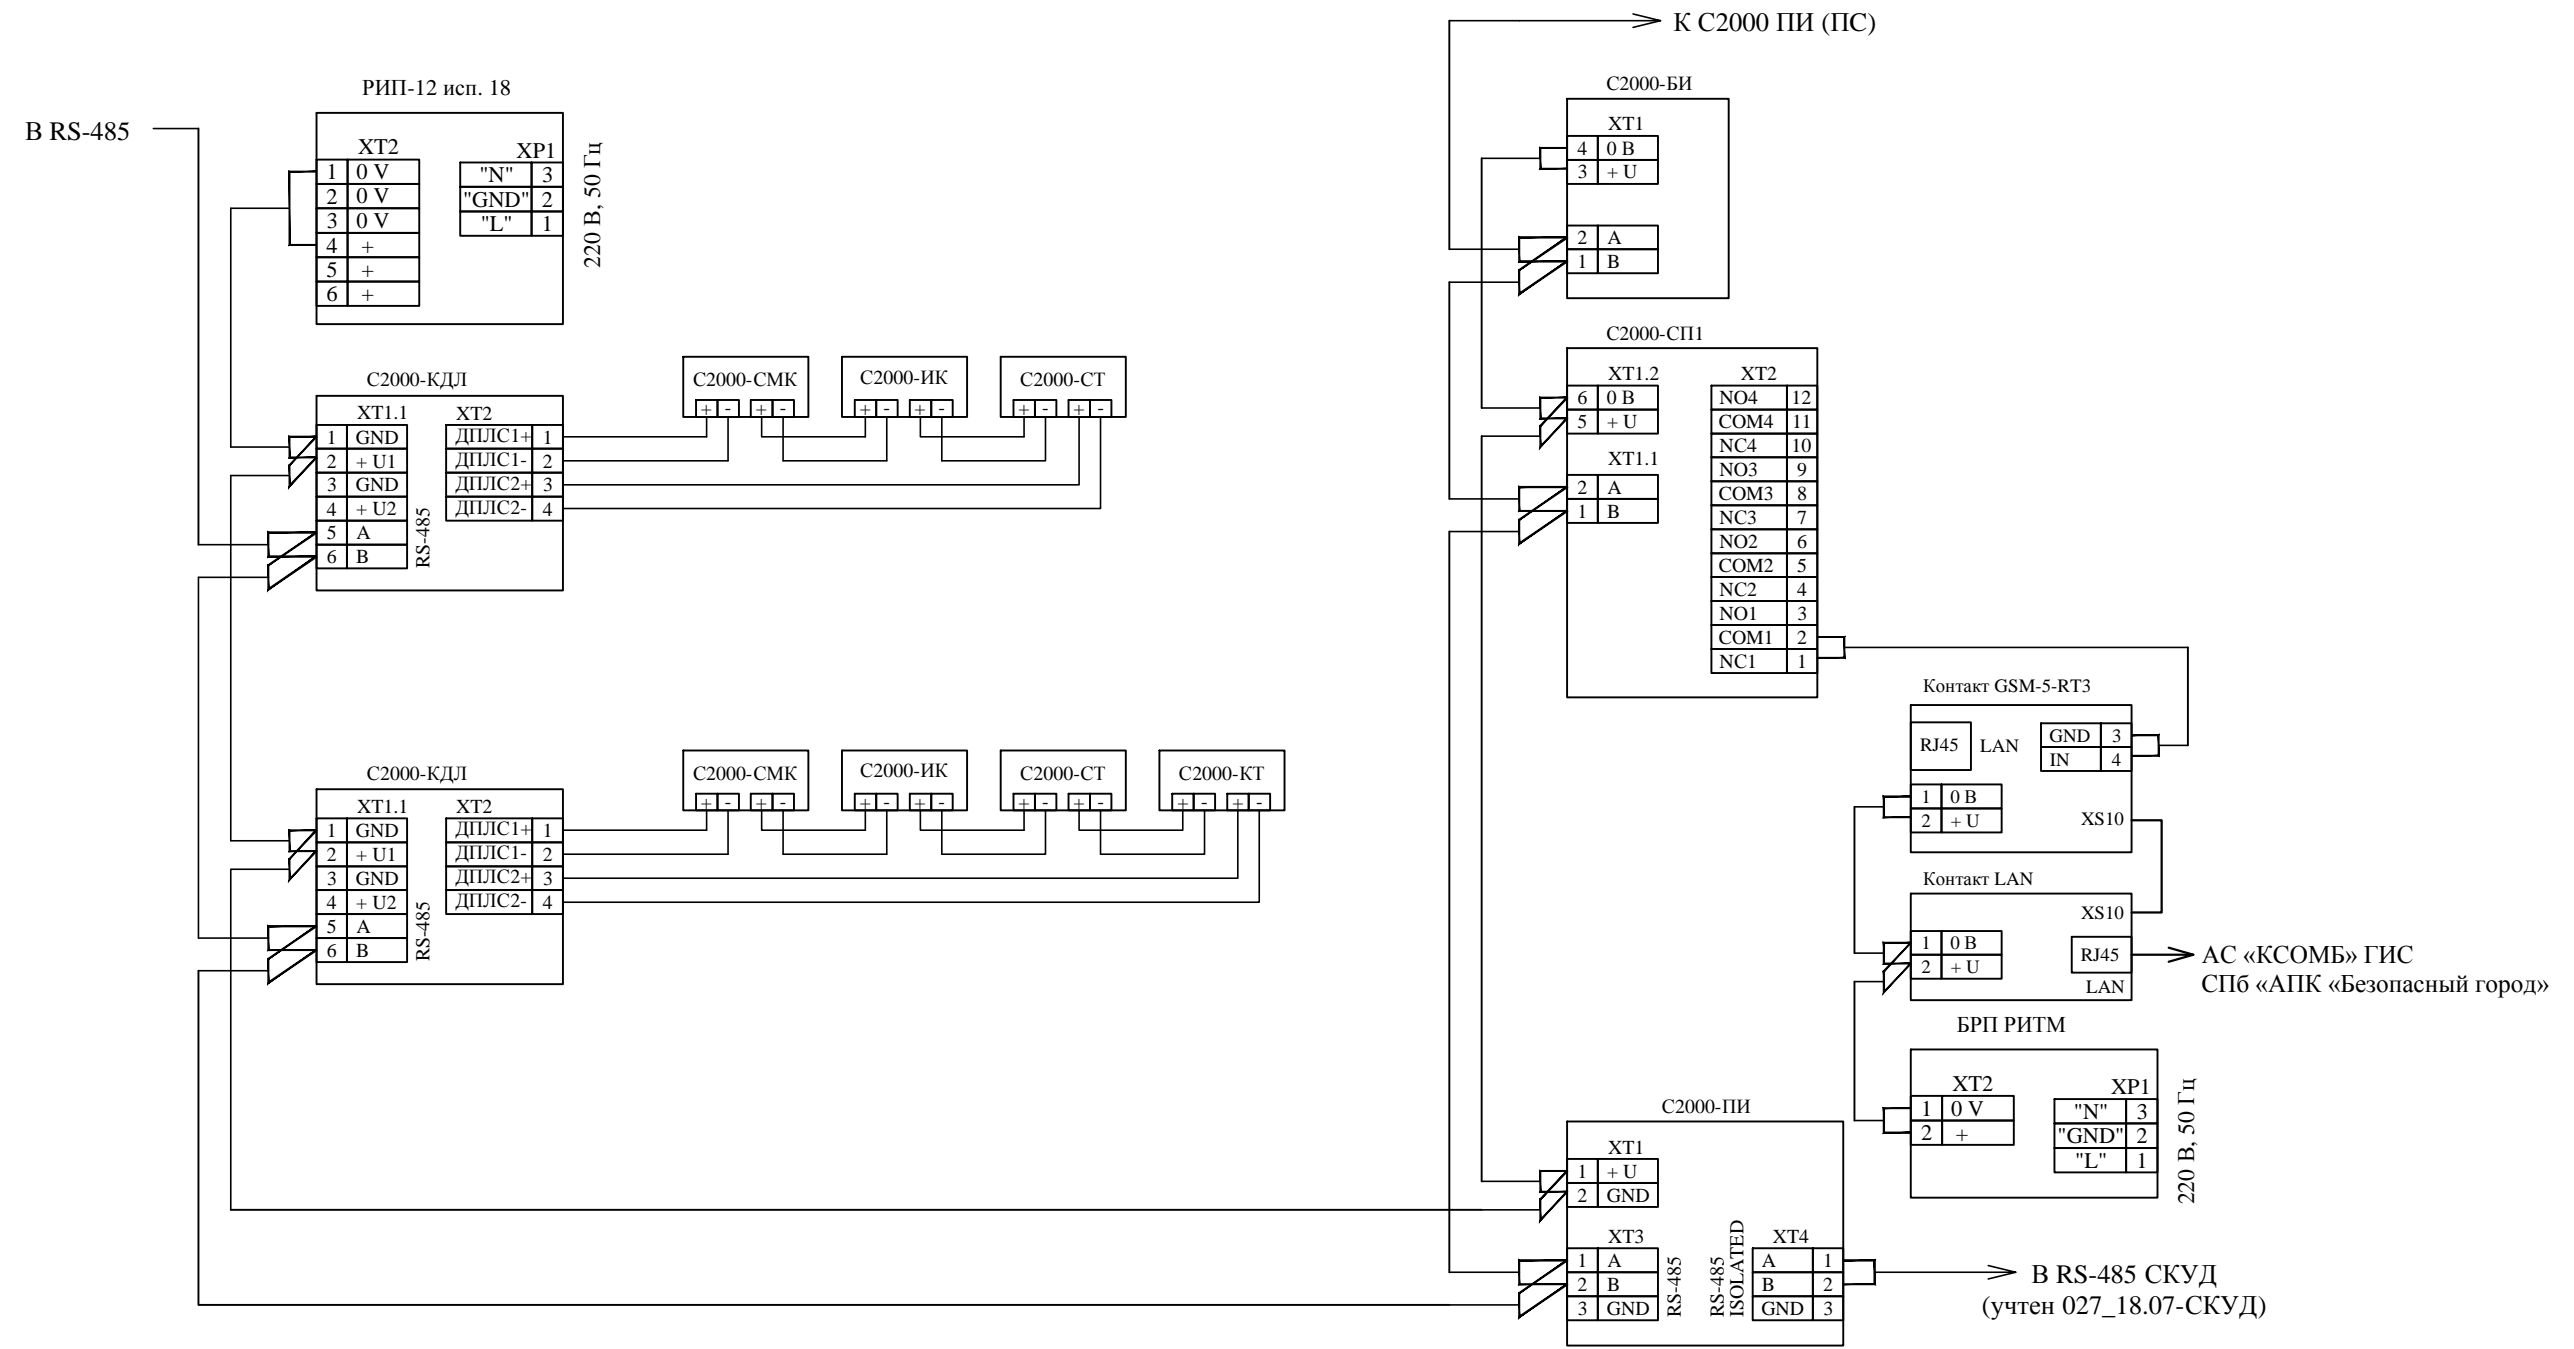 К С2000 ПИ (ПС)
В RS-485
РИП-12 исп. 18
XT2
1 0 V
2 0 V
3 0 V
4 +
5 +
6 +
XP1
"N" 3
"GND" 2
"L" 1
220 В, 50 Гц
С2000-КДЛ
XT1.1
1 GND
2 + U1
3 GND
4 + U2
5 A
6 B
RS-485
XT2
ДПЛС1+ 1
ДПЛС1- 2
ДПЛС2+ 3
ДПЛС2- 4
С2000-СМК
+ - + -
С2000-ИК
+ - + -
С2000-СТ
+ - + -
С2000-КДЛ
XT1.1
1 GND
2 + U1
3 GND
4 + U2
5 A
6 B
RS-485
XT2
ДПЛС1+ 1
ДПЛС1- 2
ДПЛС2+ 3
ДПЛС2- 4
С2000-СМК
+ - + -
С2000-ИК
+ - + -
С2000-СТ
+ - + -
С2000-КТ
+ - + -
С2000-БИ
XT1
4 0 В
3 + U
2 A
1 B
С2000-СП1
XT1.2
6 0 В
5 + U
XT1.1
2 A
1 B
XT2
NO4 12
COM4 11
NC4 10
NO3 9
COM3 8
NC3 7
NO2 6
COM2 5
NC2 4
NO1 3
COM1 2
NC1 1
Контакт GSM-5-RT3
RJ45 LAN
GND 3
IN 4
1 0 В
2 + U
XS10
Контакт LAN
XS10
1 0 В
2 + U
RJ45
LAN
АС «КСОМБ» ГИС
СПб «АПК «Безопасный город»
БРП РИТМ
XT2
1 0 V
2 +
XP1
"N" 3
"GND" 2
"L" 1
220 В, 50 Гц
С2000-ПИ
XT1
1 + U
2 GND
XT3
1 A
2 B
3 GND
RS-485
RS-485
ISOLATED
XT4
A 1
B 2
GND 3
В RS-485 СКУД
(учтен 027_18.07-СКУД)